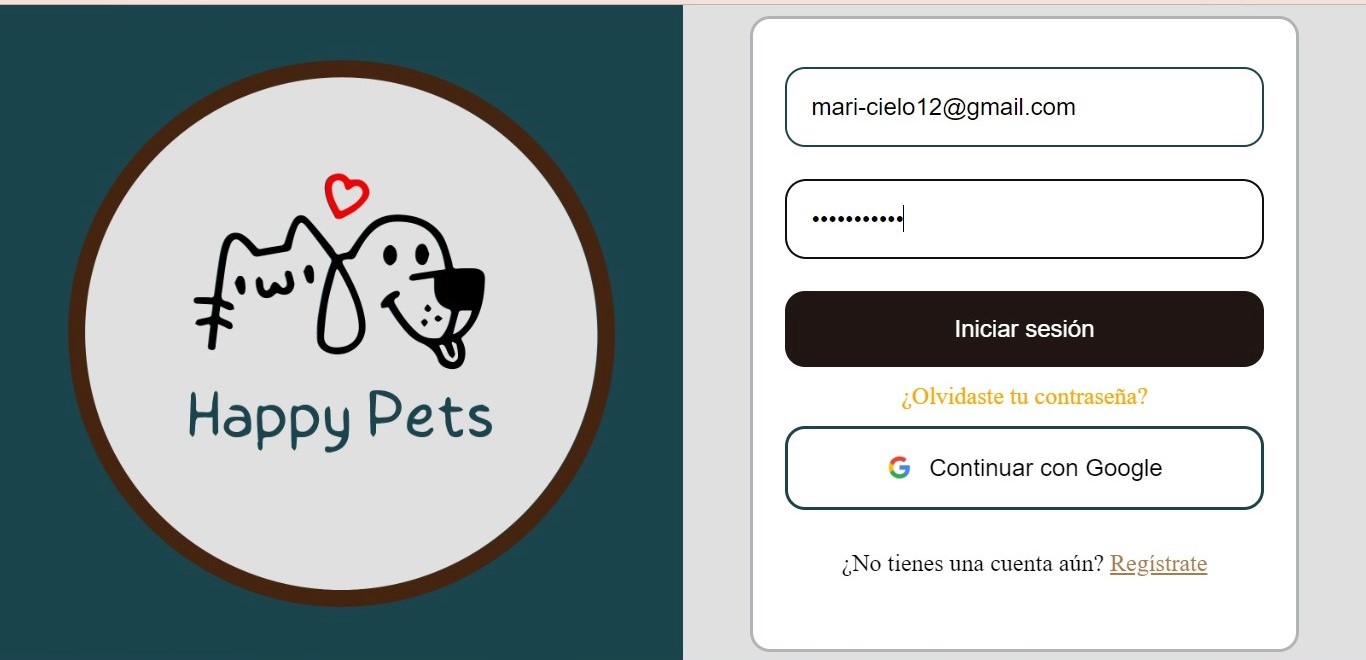 Happy Pets
mari-cielo12@gmail.com
•••••••••••
Iniciar sesión
¿Olvidaste tu contraseña?
Continuar con Google
¿No tienes una cuenta aún? Regístrate